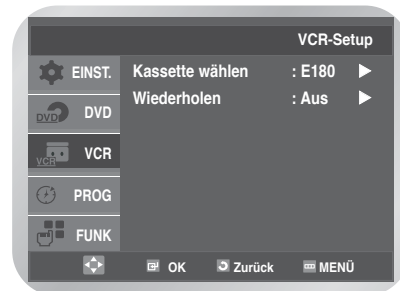 VCR-Setup
EINST.
Kassette wählen : E180
Wiederholen : Aus
DVD DVD
VCR VCR
PROG
FUNK
OK Zurück MENÜ